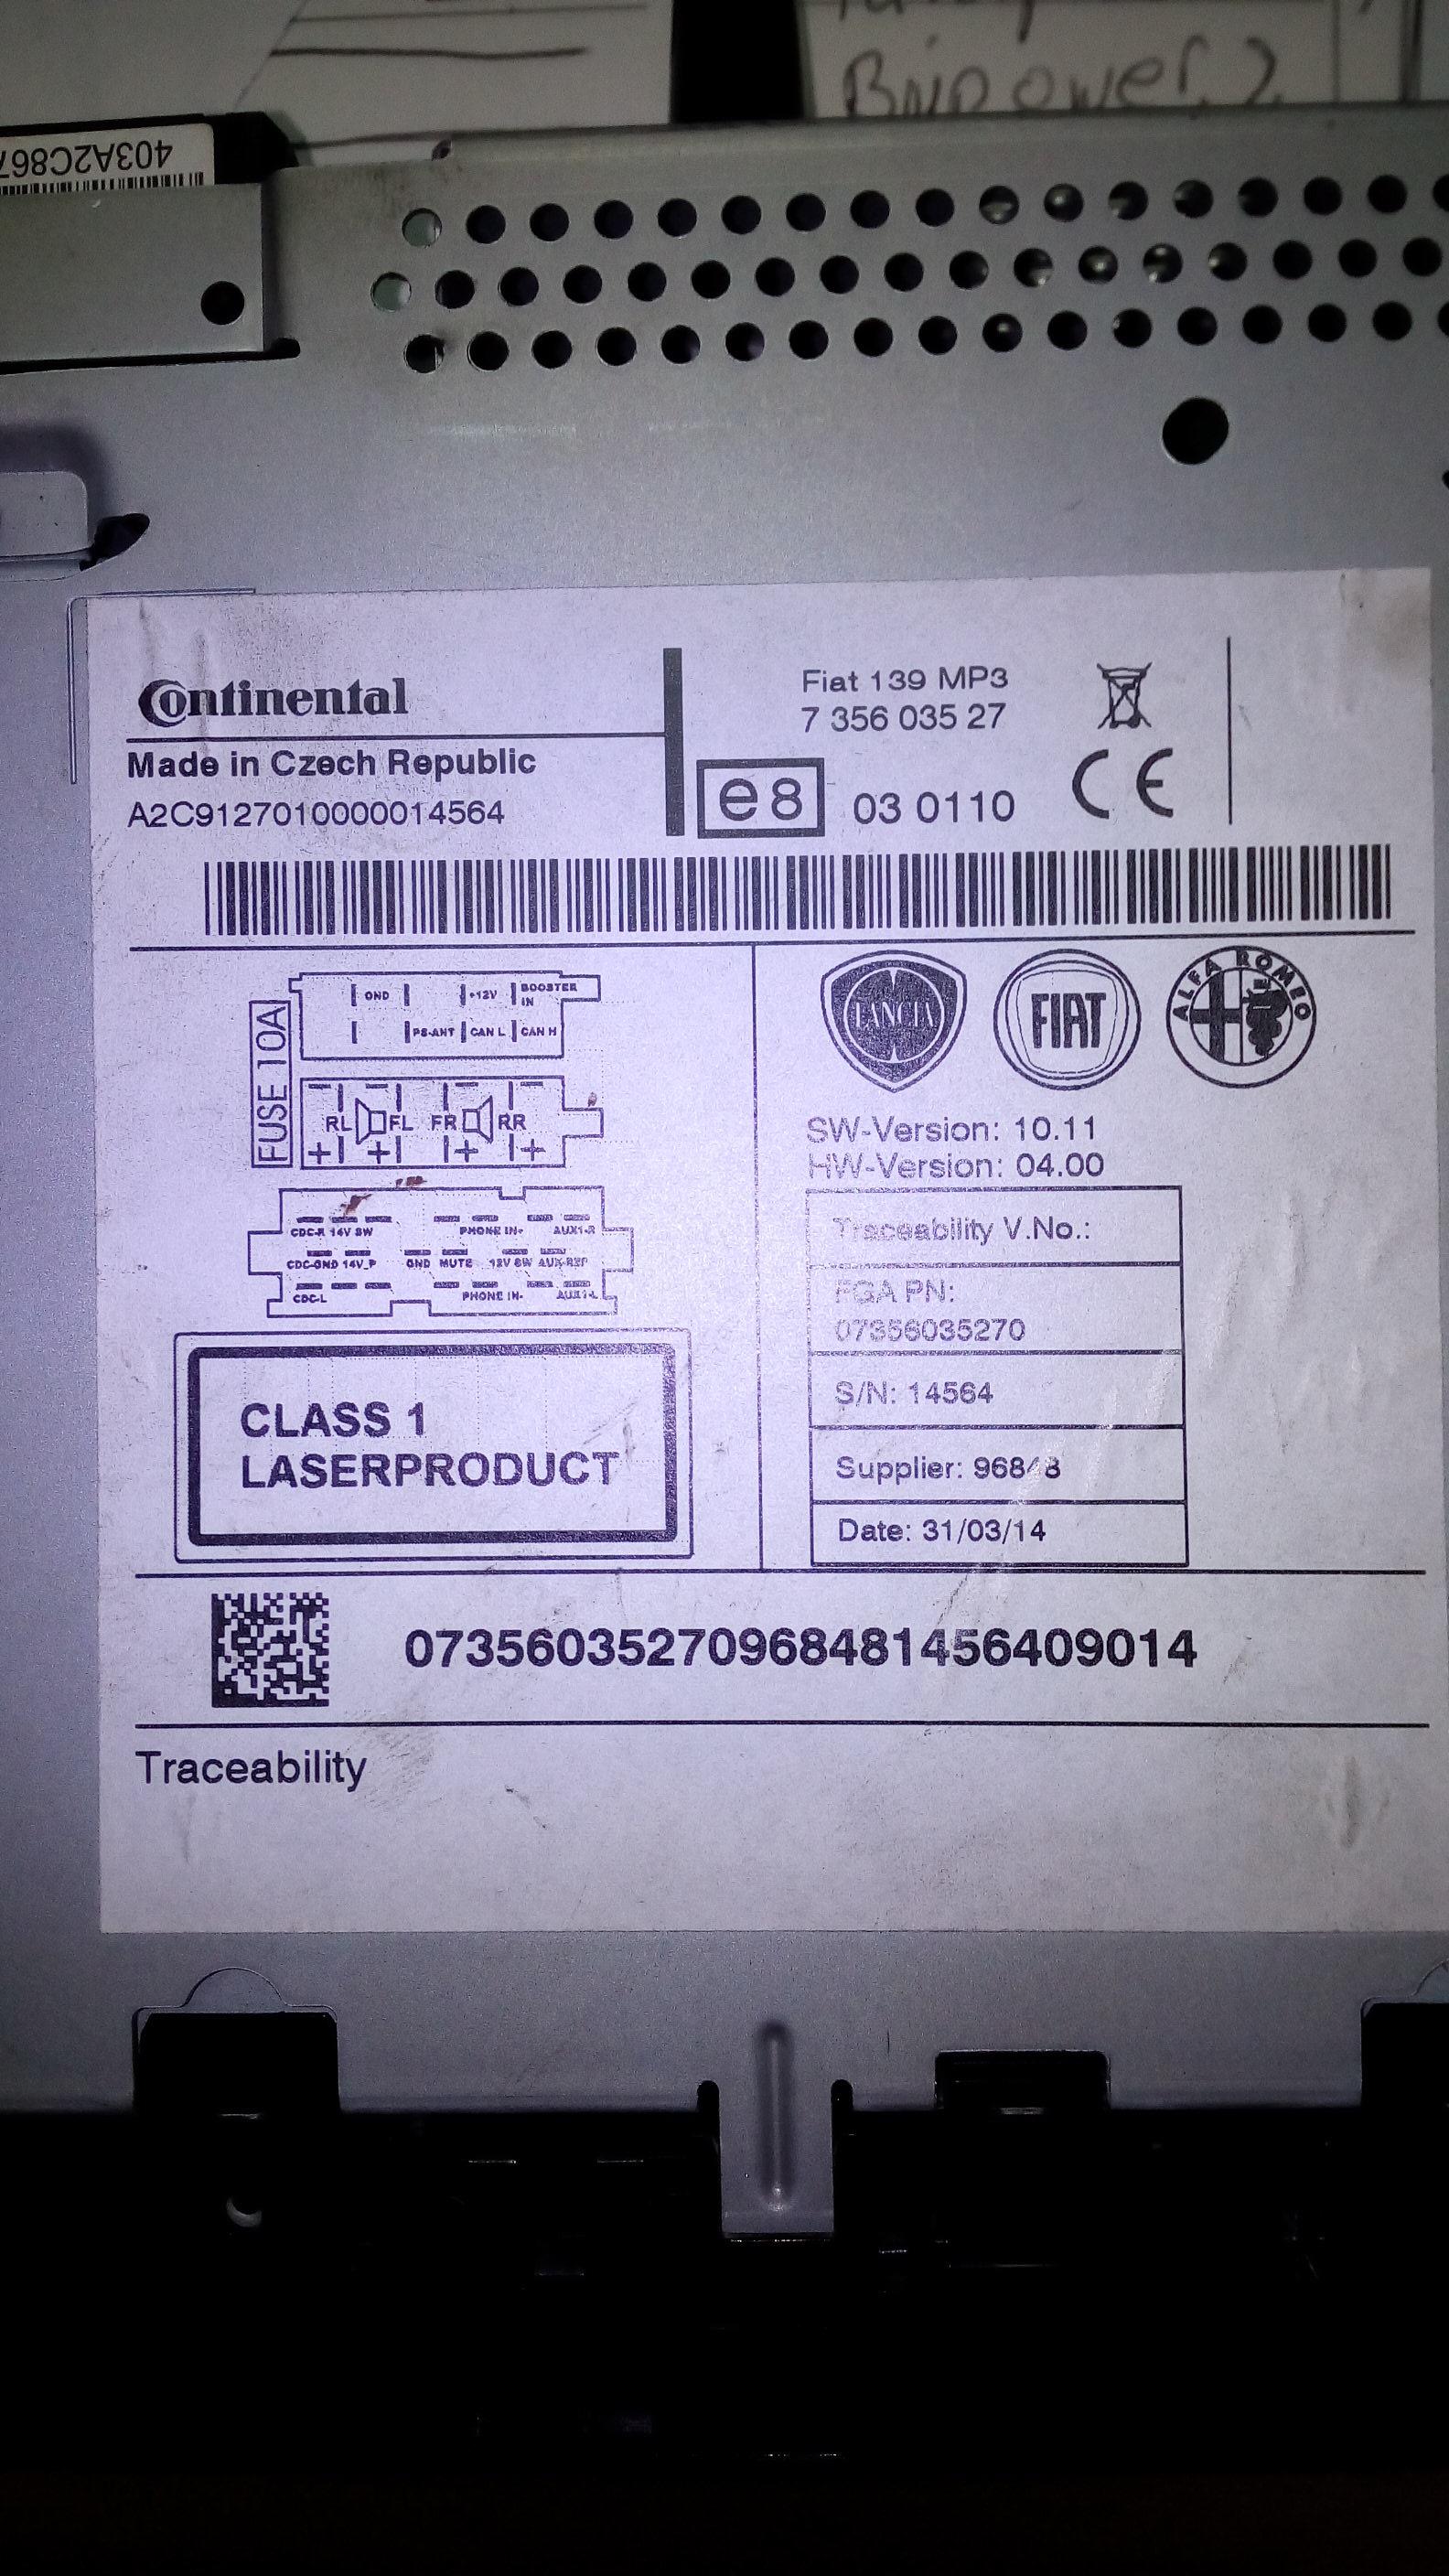 BNPower 2
403A2C867
Continental
Made in Czech Republic
A2C9127010000014564
Fiat 139 MP3
7 356 035 27
e8 03 0110
CE
GND +12V BOOSTER IN
PS-ANT CAN L CAN H
FUSE 10A
RL FL FR RR
CDC-R 14V SW PHONE IN+ AUX1-R
CDC-GND 14V_P GND MUTE 12V SW AUX-REF
CDC-L PHONE IN- AUX1-L
CLASS 1
LASERPRODUCT
LANCIA
FIAT
ALFA ROMEO
SW-Version: 10.11
HW-Version: 04.00
Traceability V.No.:
FGA PN:
07356035270
S/N: 14564
Supplier: 96848
Date: 31/03/14
07356035270968481456409014
Traceability